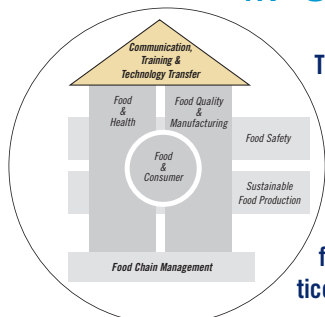 Communication,
Training &
Technology Transfer
Food
&
Health
Food Quality
&
Manufacturing
Food Safety
Food
&
Consumer
Sustainable
Food Production
Food Chain Management
T
f
tice